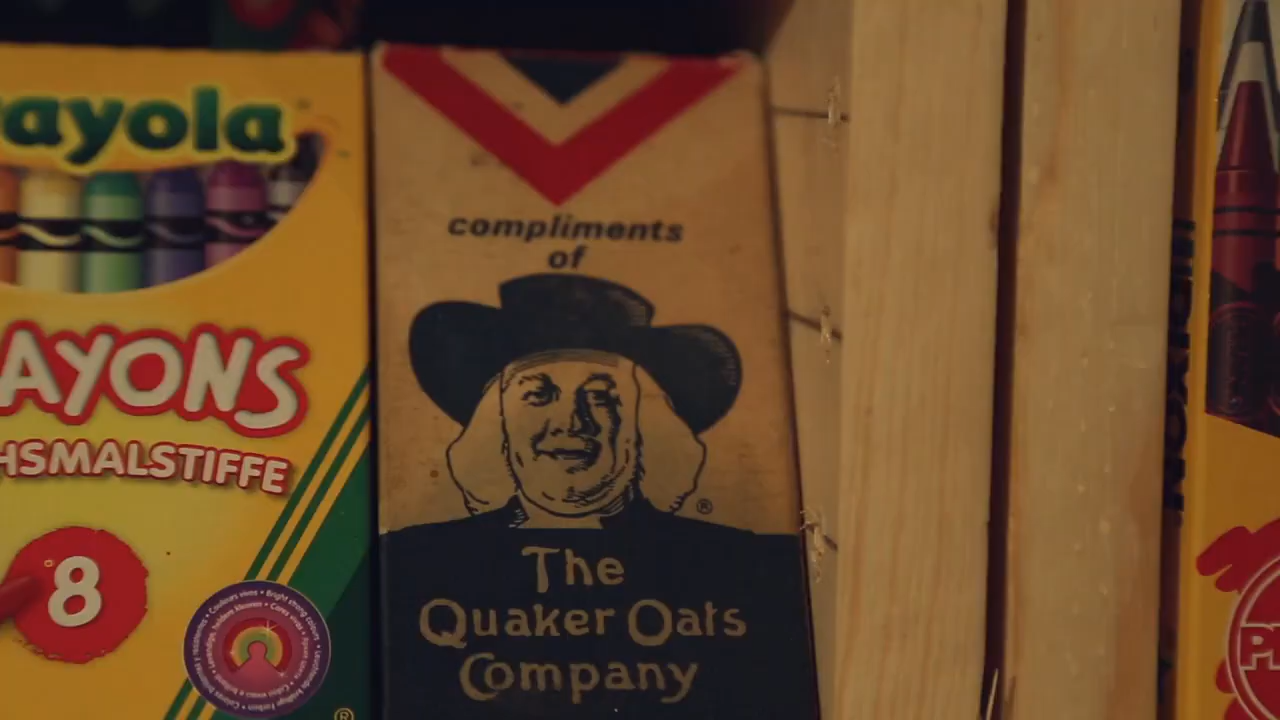 ayola
AYONS
HSMALSTIFFE
8
®
compliments
of
®
The
Quaker Oats
Company